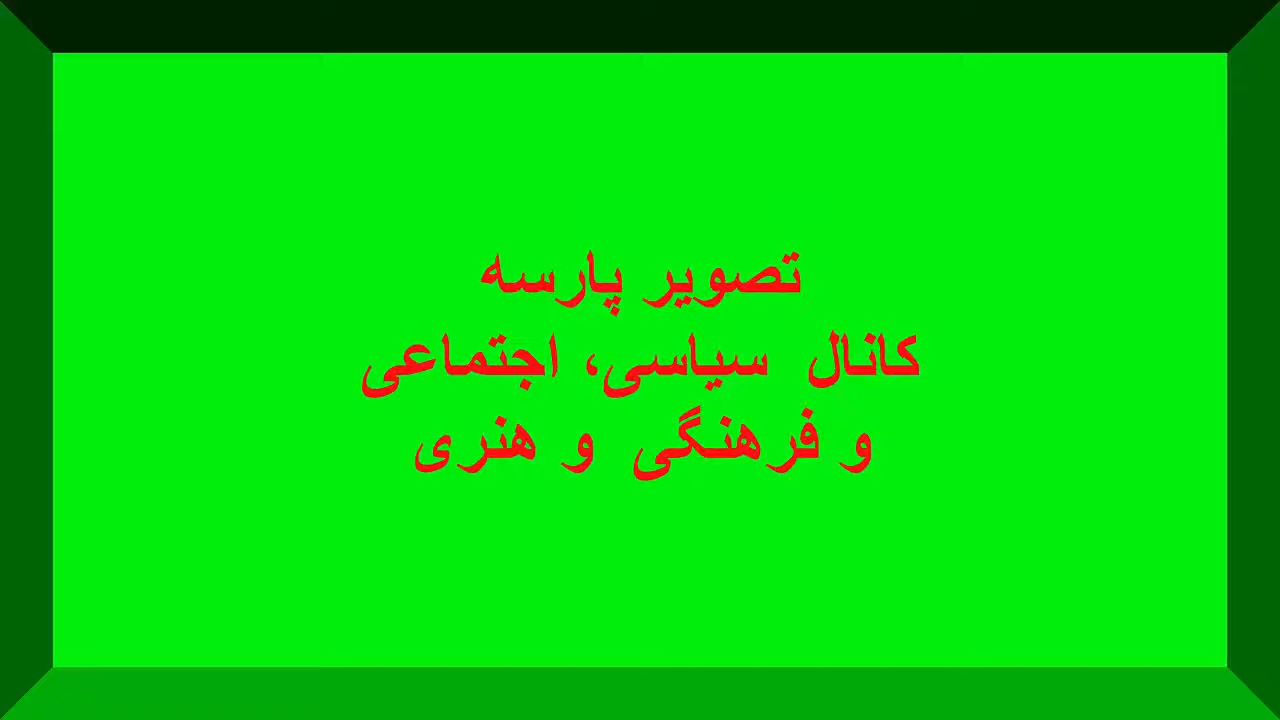 تصویر پارسه
کانال سیاسی، اجتماعی
و فرهنگی و هنری